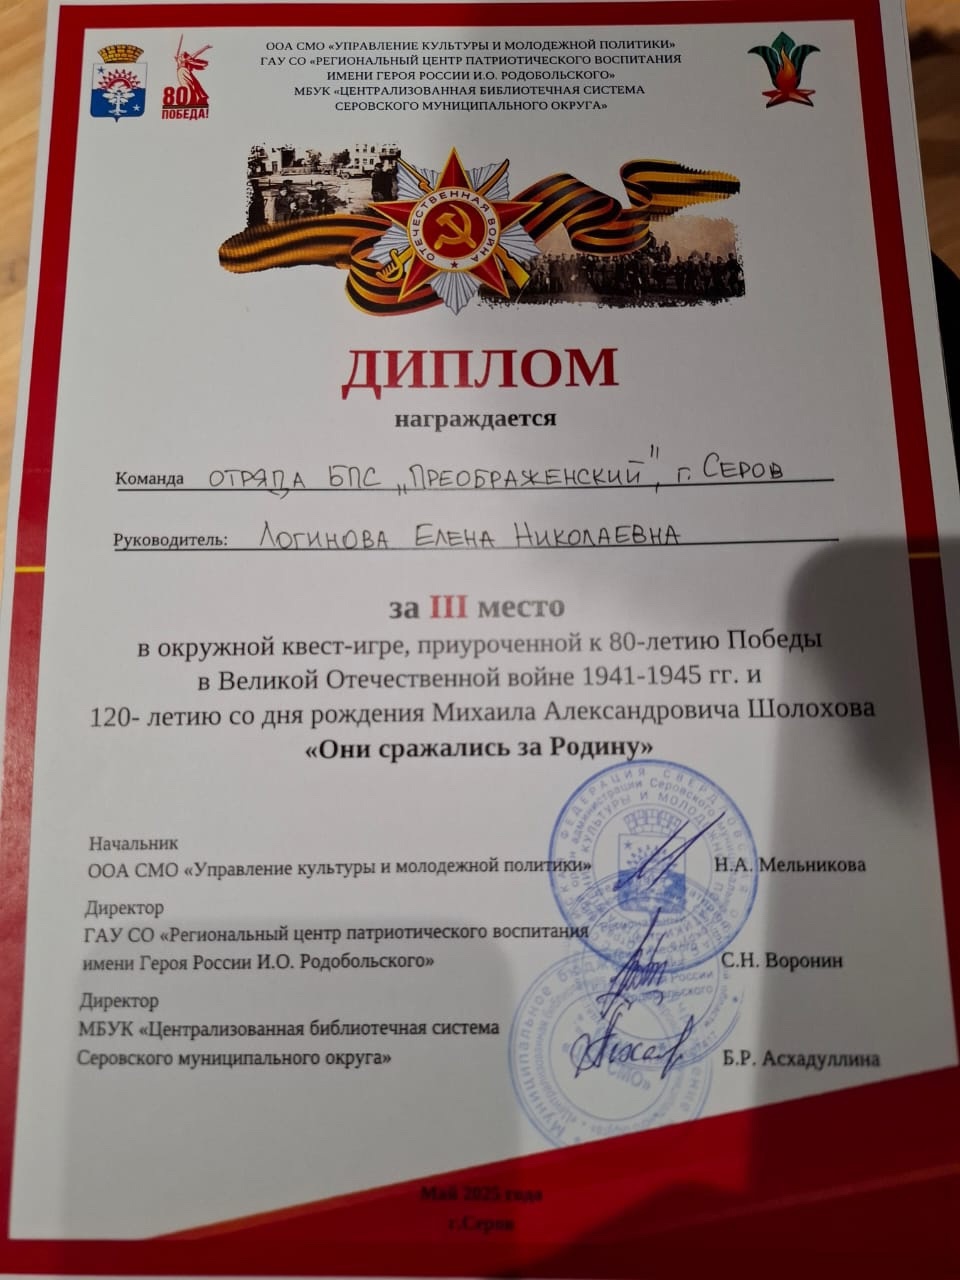 ООА СМО «УПРАВЛЕНИЕ КУЛЬТУРЫ И МОЛОДЕЖНОЙ ПОЛИТИКИ»
ГАУ СО «РЕГИОНАЛЬНЫЙ ЦЕНТР ПАТРИОТИЧЕСКОГО ВОСПИТАНИЯ
ИМЕНИ ГЕРОЯ РОССИИ И.О. РОДОБОЛЬСКОГО»
МБУК «ЦЕНТРАЛИЗОВАННАЯ БИБЛИОТЕЧНАЯ СИСТЕМА
СЕРОВСКОГО МУНИЦИПАЛЬНОГО ОКРУГА»
80
ПОБЕДА!
ОТЕЧЕСТВЕННАЯ ВОЙНА
ДИПЛОМ
награждается
Команда ОТРЯДА БПС „ПРЕОБРАЖЕНСКИЙ", г. СЕРОВ
Руководитель: ЛОГИНОВА ЕЛЕНА НИКОЛАЕВНА
за III место
в окружной квест-игре, приуроченной к 80-летию Победы
в Великой Отечественной войне 1941-1945 гг. и
120- летию со дня рождения Михаила Александровича Шолохова
«Они сражались за Родину»
Начальник
ООА СМО «Управление культуры и молодежной политики» Н.А. Мельникова
Директор
ГАУ СО «Региональный центр патриотического воспитания
имени Героя России И.О. Родобольского» С.Н. Воронин
Директор
МБУК «Централизованная библиотечная система
Серовского муниципального округа» Б.Р. Асхадуллина
Май 2025 года
г.Серов